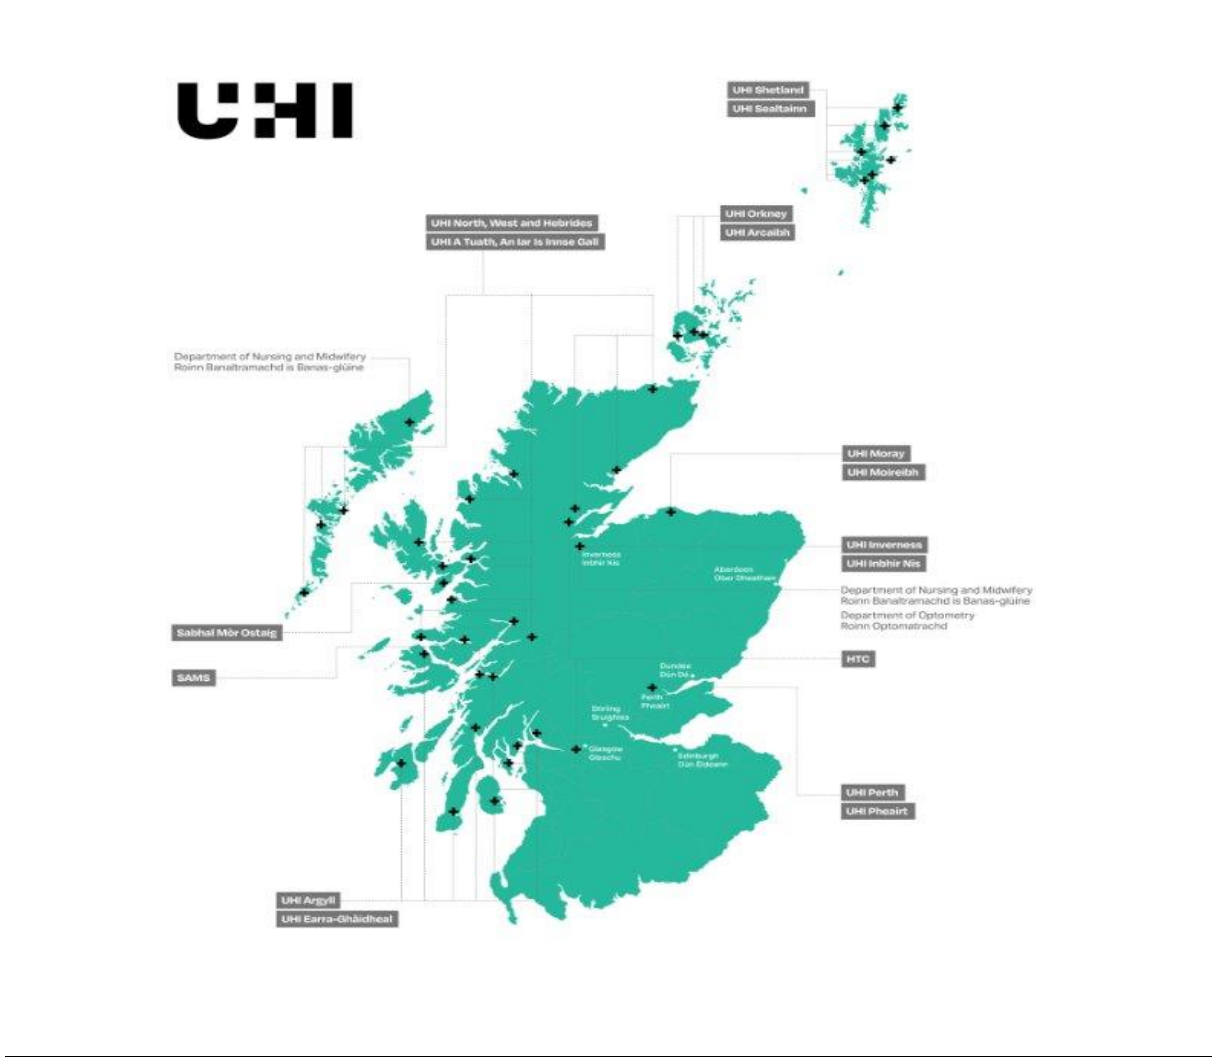 UHI
UHI Shetland
UHI Sealtainn
UHI Orkney
UHI Arcaibh
UHI North, West and Hebrides
UHI A Tuath, An Iar Is Innse Gall
Department of Nursing and Midwifery
Roinn Banaltramachd is Banas-glùine
UHI Moray
UHI Moireibh
UHI Inverness
UHI Inbhir Nis
Inverness
Inbhir Nis
Aberdeen
Obar Dheathain
Department of Nursing and Midwifery
Roinn Banaltramachd is Banas-glùine
Department of Optometry
Roinn Optomatrachd
Sabhal Mòr Ostaig
HTC
SAMS
Dundee
Dùn Dè
Perth
Pheairt
Stirling
Sruighlea
Glasgow
Glaschu
Edinburgh
Dùn Èideann
UHI Perth
UHI Pheairt
UHI Argyll
UHI Earra-Ghàidheal